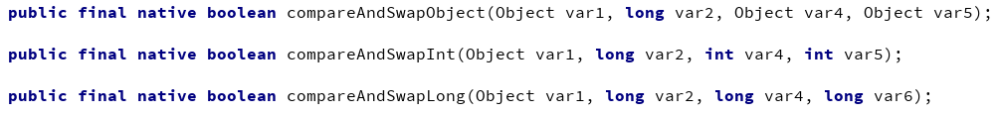 public final native boolean compareAndSwapObject(Object var1, long var2, Object var4, Object var5);
public final native boolean compareAndSwapInt(Object var1, long var2, int var4, int var5);
public final native boolean compareAndSwapLong(Object var1, long var2, long var4, long var6);